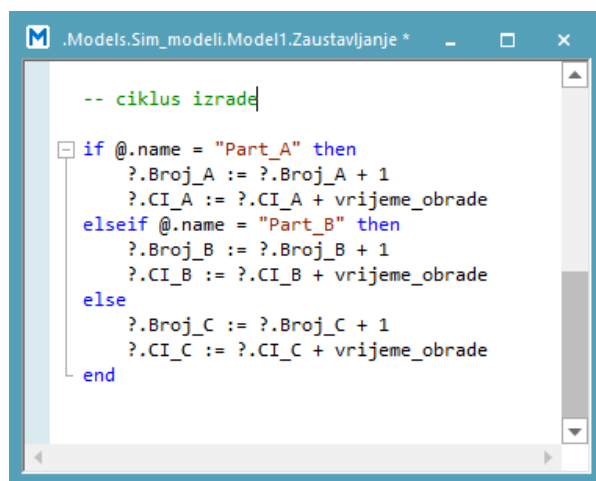 M .Models.Sim_modeli.Model1.Zaustavljanje *
-- ciklus izrade
if @.name = "Part_A" then
?.Broj_A := ?.Broj_A + 1
?.CI_A := ?.CI_A + vrijeme_obrade
elseif @.name = "Part_B" then
?.Broj_B := ?.Broj_B + 1
?.CI_B := ?.CI_B + vrijeme_obrade
else
?.Broj_C := ?.Broj_C + 1
?.CI_C := ?.CI_C + vrijeme_obrade
end